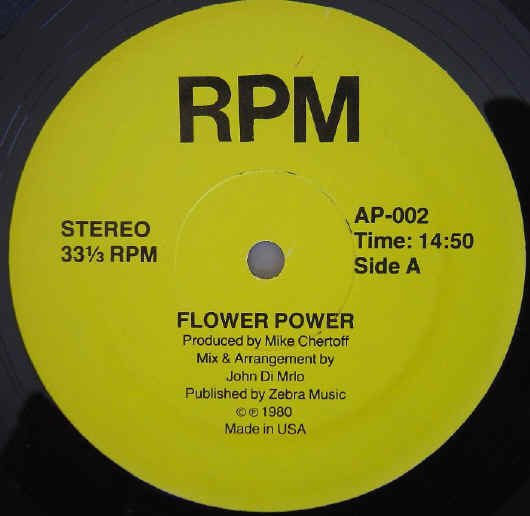 RPM
STEREO
33⅓ RPM
AP-002
Time: 14:50
Side A
FLOWER POWER
Produced by Mike Chertoff
Mix & Arrangement by
John Di Mrlo
Published by Zebra Music
© ℗ 1980
Made in USA